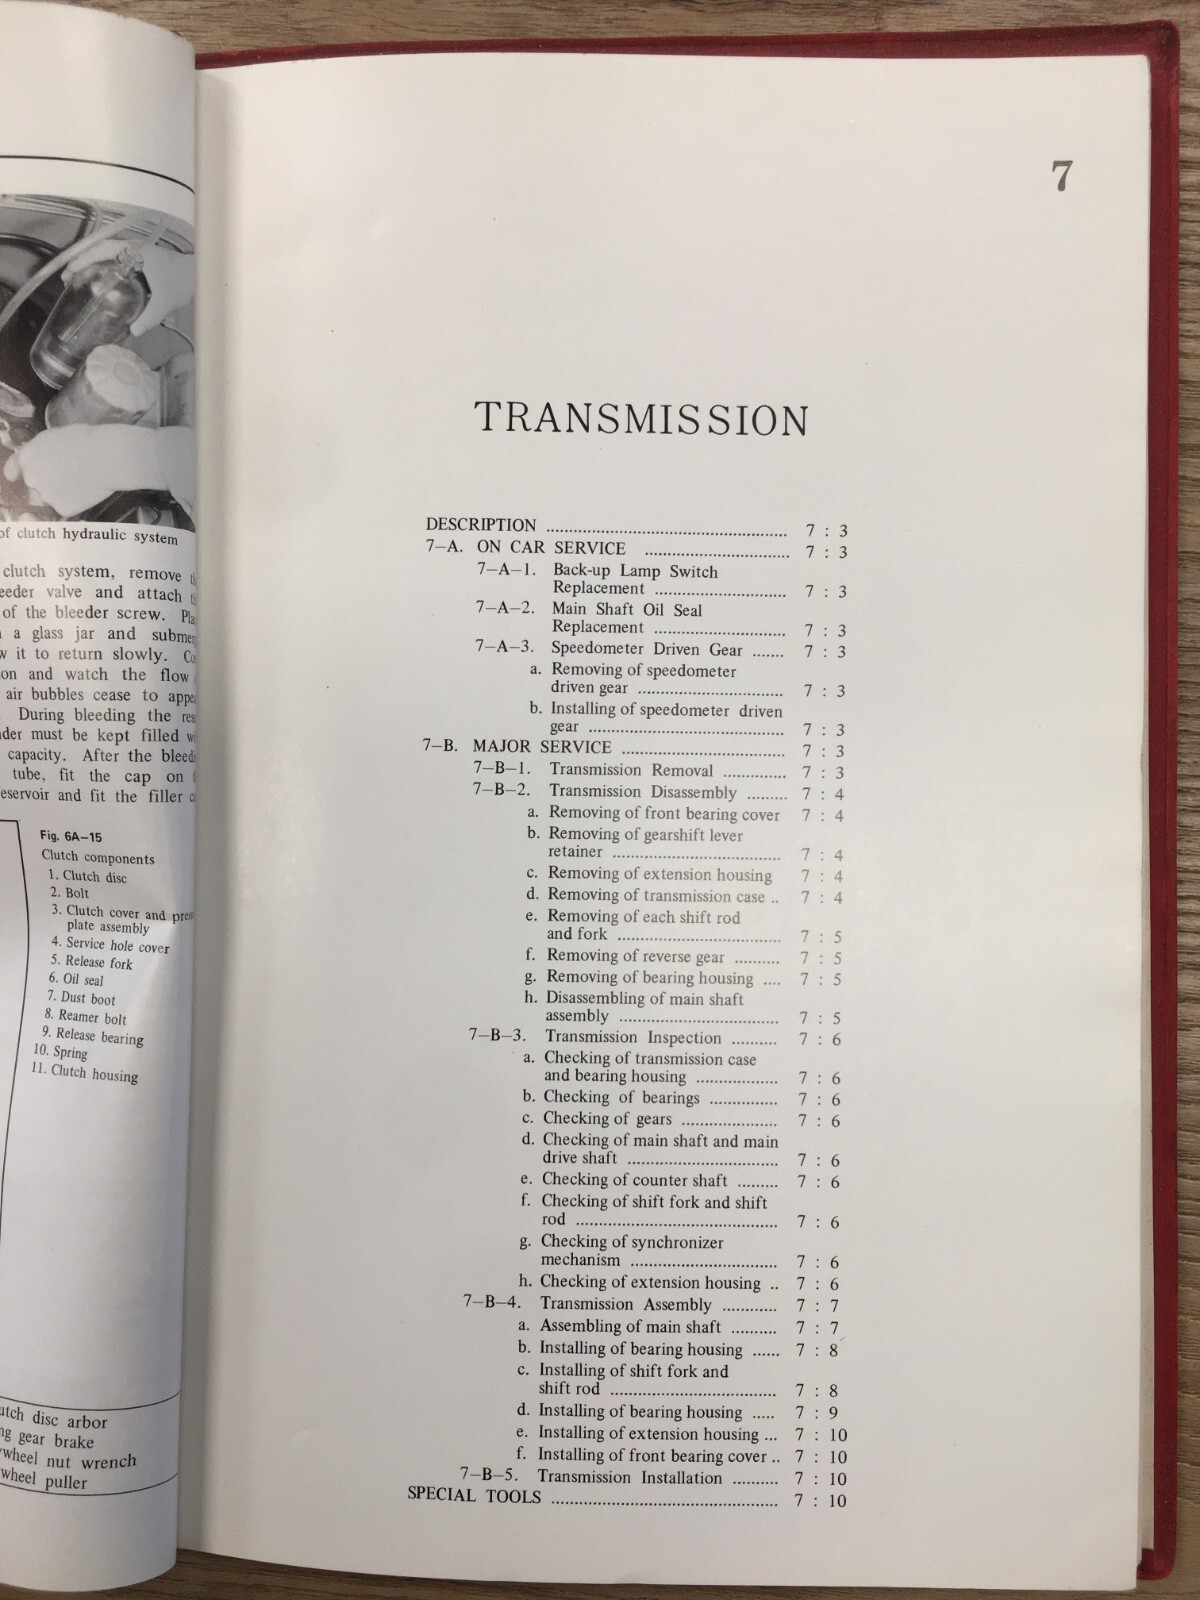 of clutch hydraulic system
clutch system, remove
valve and attach
of the bleeder screw.
a glass jar and
it to return slowly.
on and watch the flow
air bubbles cease to
During bleeding the
must be kept filled
capacity. After the
tube, fit the cap on
and fit the filler
Fig. 6A—15
Clutch components
1. Clutch disc
2. Bolt
3. Clutch cover and
plate assembly
4. Service hole cover
5. Release fork
6. Oil seal
7. Dust boot
8. Reamer bolt
9. Release bearing
10. Spring
11. Clutch housing
disc arbor
gear brake
wheel nut wrench
wheel puller
7
TRANSMISSION
DESCRIPTION ........ 7 : 3
7—A. ON CAR SERVICE ........ 7 : 3
7—A—1. Back-up Lamp Switch
Replacement ........ 7 : 3
7—A—2. Main Shaft Oil Seal
Replacement ........ 7 : 3
7—A—3. Speedometer Driven Gear ....... 7 : 3
a. Removing of speedometer
driven gear ........ 7 : 3
b. Installing of speedometer driven
gear ........ 7 : 3
7—B. MAJOR SERVICE ........ 7 : 3
7—B—1. Transmission Removal ........ 7 : 3
7—B—2. Transmission Disassembly ......... 7 : 4
a. Removing of front bearing cover 7 : 4
b. Removing of gearshift lever
retainer ........ 7 : 4
c. Removing of extension housing 7 : 4
d. Removing of transmission case .. 7 : 4
e. Removing of each shift rod
and fork ........ 7 : 5
f. Removing of reverse gear .......... 7 : 5
g. Removing of bearing housing .... 7 : 5
h. Disassembling of main shaft
assembly ........ 7 : 5
7—B—3. Transmission Inspection .......... 7 : 6
a. Checking of transmission case
and bearing housing ........ 7 : 6
b. Checking of bearings ........ 7 : 6
c. Checking of gears ........ 7 : 6
d. Checking of main shaft and main
drive shaft ........ 7 : 6
e. Checking of counter shaft ......... 7 : 6
f. Checking of shift fork and shift
rod ........ 7 : 6
g. Checking of synchronizer
mechanism ........ 7 : 6
h. Checking of extension housing .. 7 : 6
7—B—4. Transmission Assembly ........ 7 : 7
a. Assembling of main shaft .......... 7 : 7
b. Installing of bearing housing ...... 7 : 8
c. Installing of shift fork and
shift rod ........ 7 : 8
d. Installing of bearing housing ..... 7 : 9
e. Installing of extension housing ... 7 : 10
f. Installing of front bearing cover .. 7 : 10
7—B—5. Transmission Installation .......... 7 : 10
SPECIAL TOOLS ........ 7 : 10